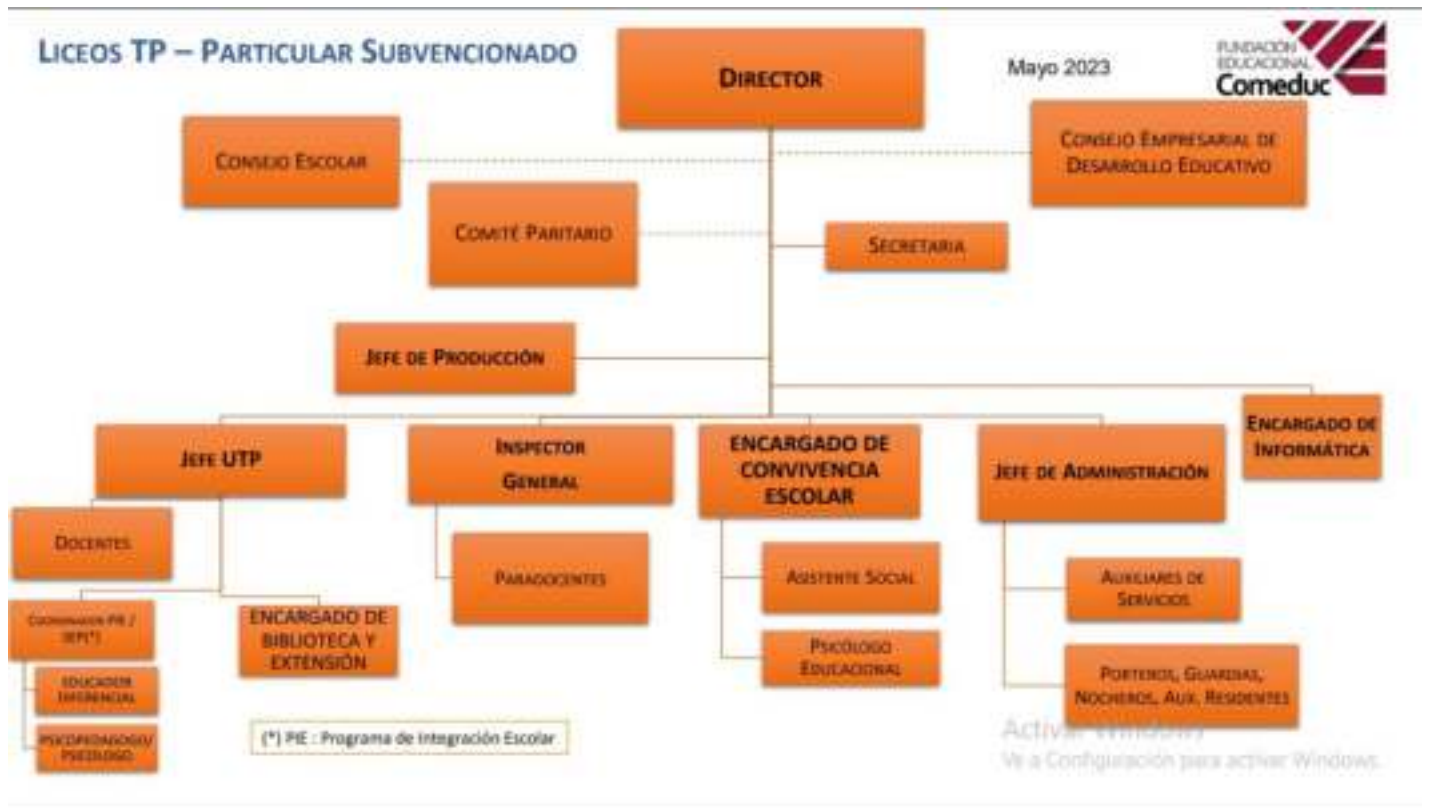 LICEOS TP – PARTICULAR SUBVENCIONADO
DIRECTOR
Mayo 2023
FUNDACIÓN
EDUCACIONAL
Comeduc
CONSEJO ESCOLAR
CONSEJO EMPRESARIAL DE
DESARROLLO EDUCATIVO
COMITÉ PARITARIO
SECRETARIA
JEFE DE PRODUCCIÓN
JEFE UTP
INSPECTOR
GENERAL
ENCARGADO DE
CONVIVENCIA
ESCOLAR
JEFE DE ADMINISTRACIÓN
ENCARGADO DE
INFORMÁTICA
DOCENTES
PARADOCENTES
ASISTENTE SOCIAL
AUXILIARES DE
SERVICIOS
COORDINADOR PIE /
ENCARGADO DE
BIBLIOTECA Y
EXTENSIÓN
PSICÓLOGO
EDUCACIONAL
PORTEROS, GUARDIAS,
NOCHEROS, AUX. RESIDENTES
EDUCADOR
DIFERENCIAL
PSICOPEDAGOGO/
PSICÓLOGO
(*) PIE : Programa de Integración Escolar
Activar Windows
Ve a Configuración para activar Windows.